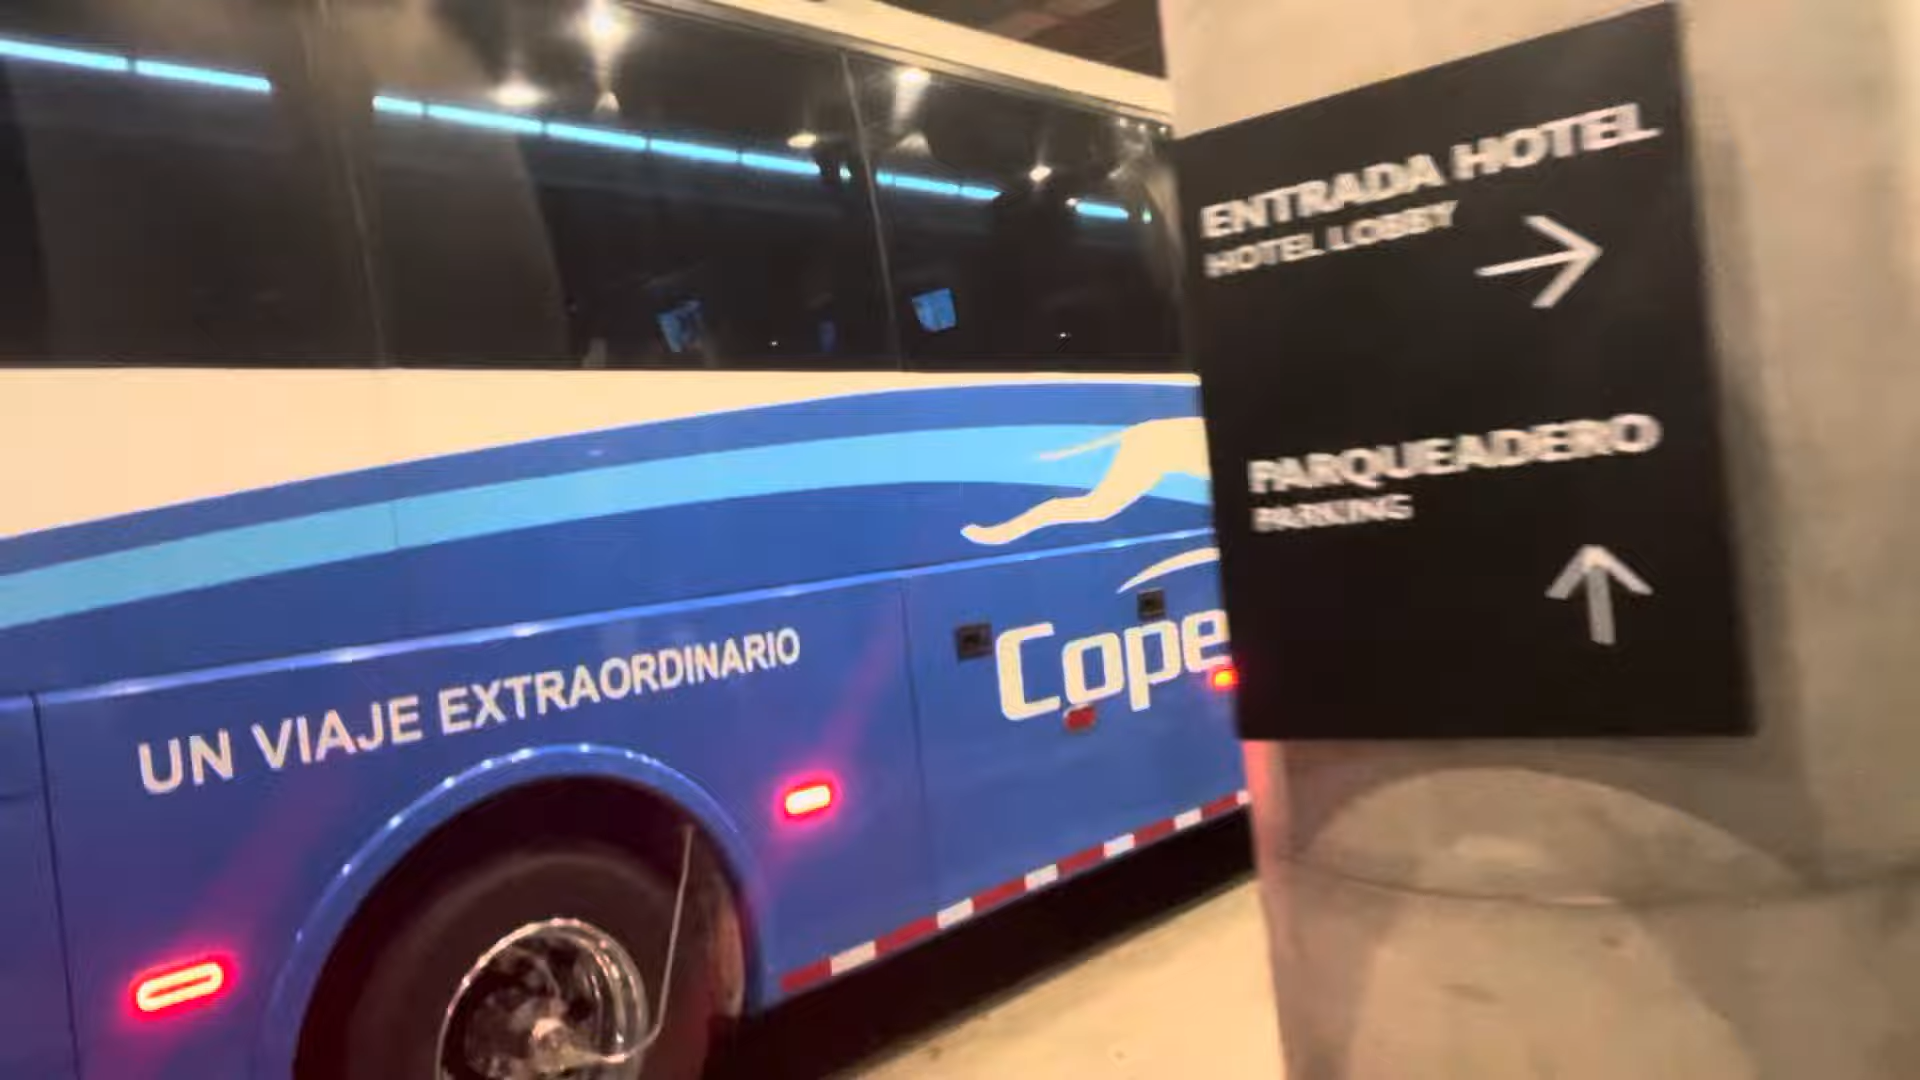 UN VIAJE EXTRAORDINARIO
Cope
ENTRADA HOTEL
HOTEL LOBBY
PARQUEADERO
PARKING